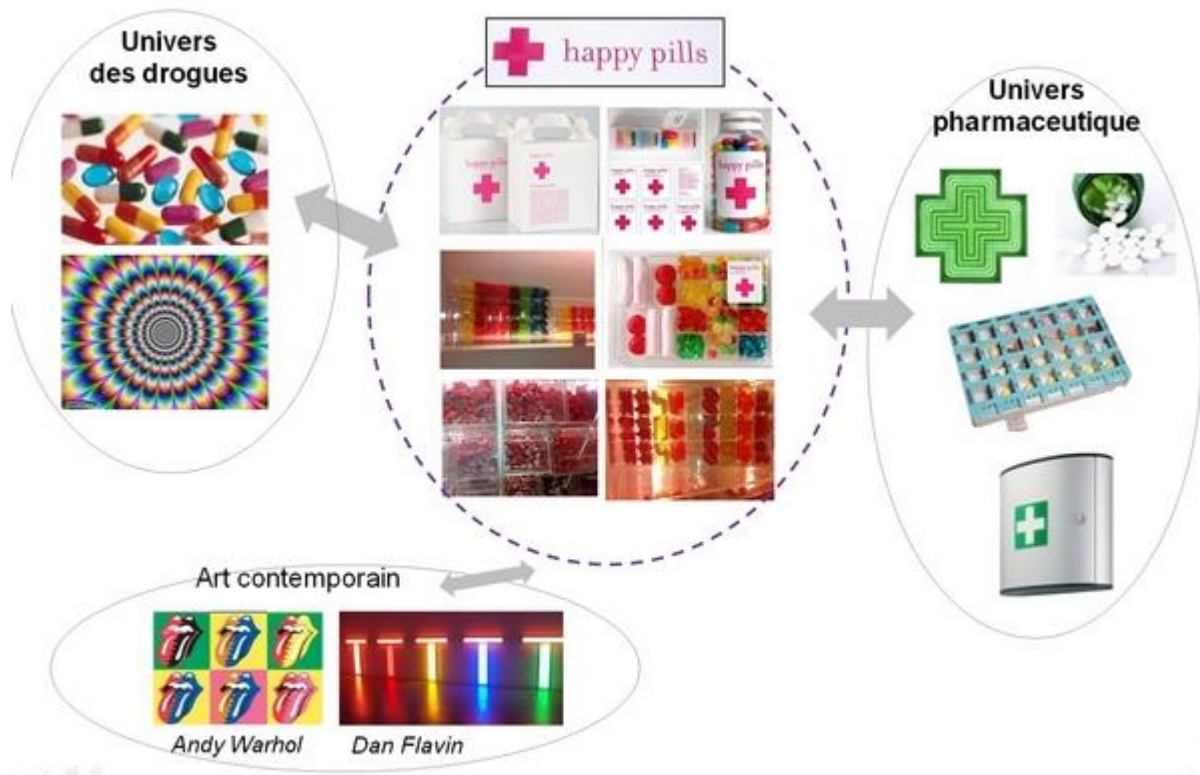 Univers
des drogues
happy pills
Univers
pharmaceutique
happy pills
happy pills
Art contemporain
Andy Warhol
Dan Flavin